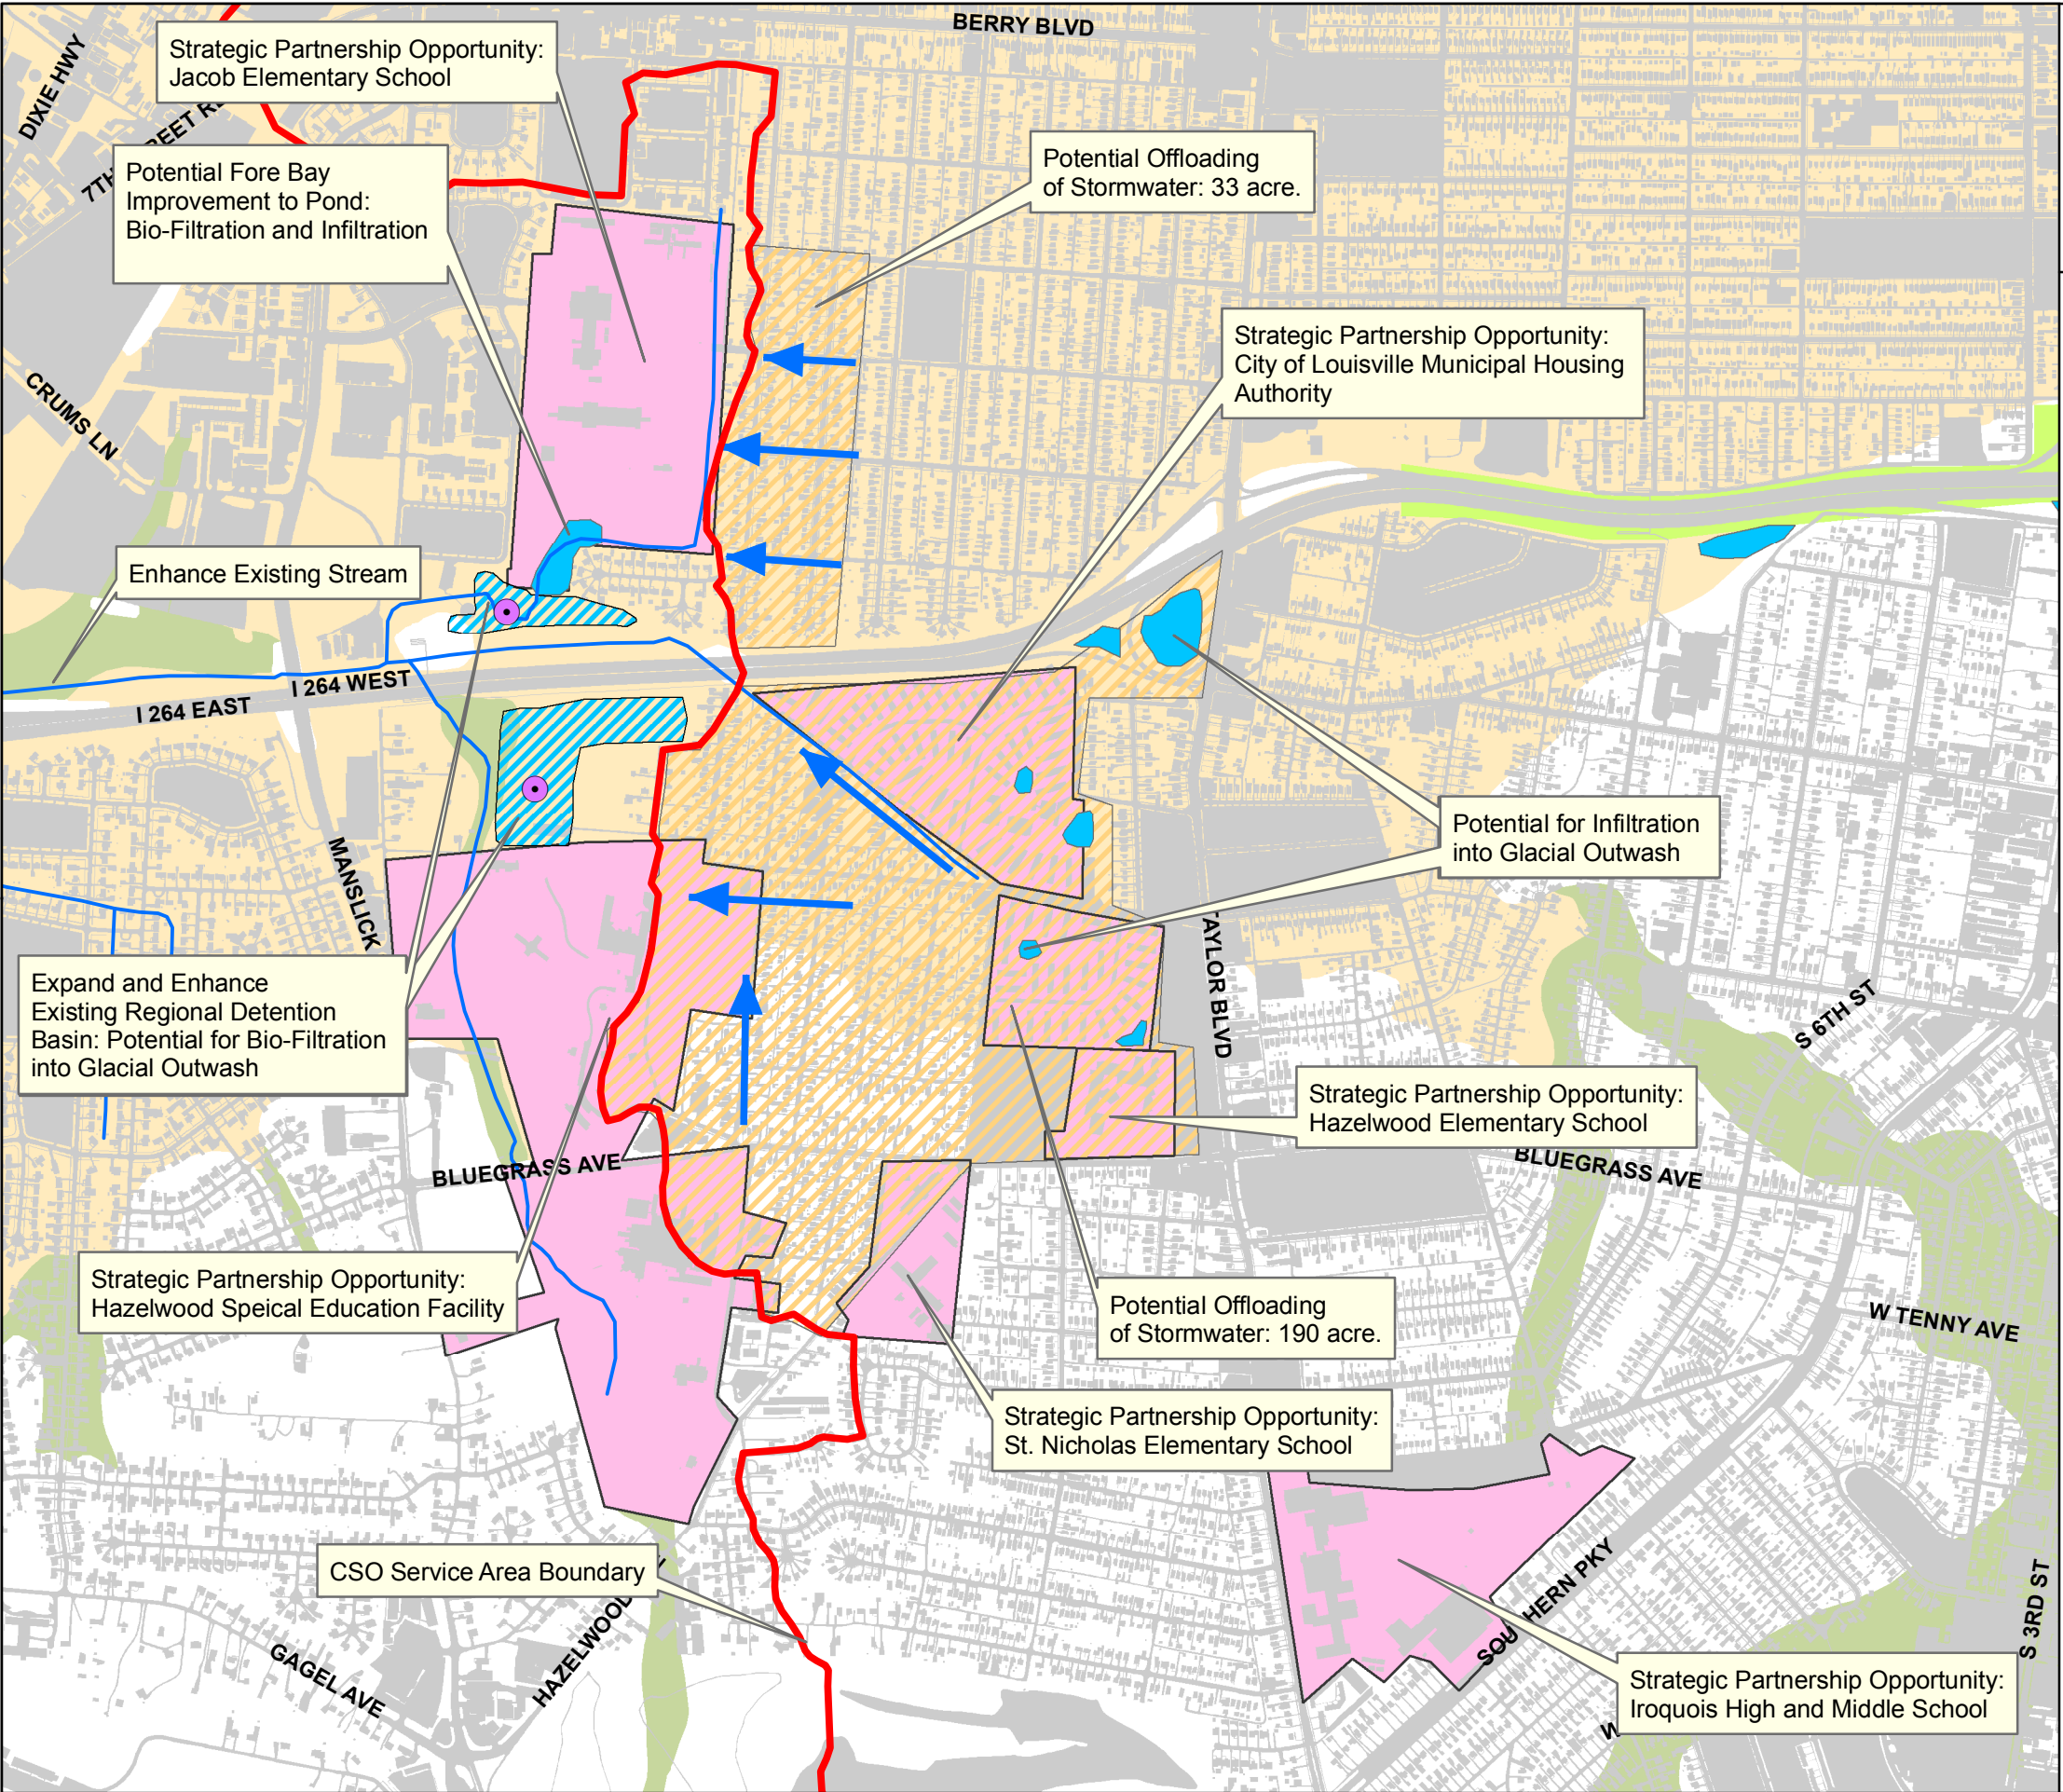 BERRY BLVD
DIXIE HWY
Strategic Partnership Opportunity:
Jacob Elementary School
Potential Fore Bay
Improvement to Pond:
Bio-Filtration and Infiltration
Potential Offloading
of Stormwater: 33 acre.
Strategic Partnership Opportunity:
City of Louisville Municipal Housing
Authority
CRUMS LN
Enhance Existing Stream
I 264 WEST
I 264 EAST
MANSLICK
Potential for Infiltration
into Glacial Outwash
AYLOR BLVD
Expand and Enhance
Existing Regional Detention
Basin: Potential for Bio-Filtration
into Glacial Outwash
S 6TH ST
Strategic Partnership Opportunity:
Hazelwood Elementary School
BLUEGRASS AVE
BLUEGRASS AVE
Strategic Partnership Opportunity:
Hazelwood Speical Education Facility
Potential Offloading
of Stormwater: 190 acre.
W TENNY AVE
Strategic Partnership Opportunity:
St. Nicholas Elementary School
CSO Service Area Boundary
HAZELWOOD
GAGEL AVE
SOU HERN PKY
S 3RD ST
Strategic Partnership Opportunity:
Iroquois High and Middle School
W